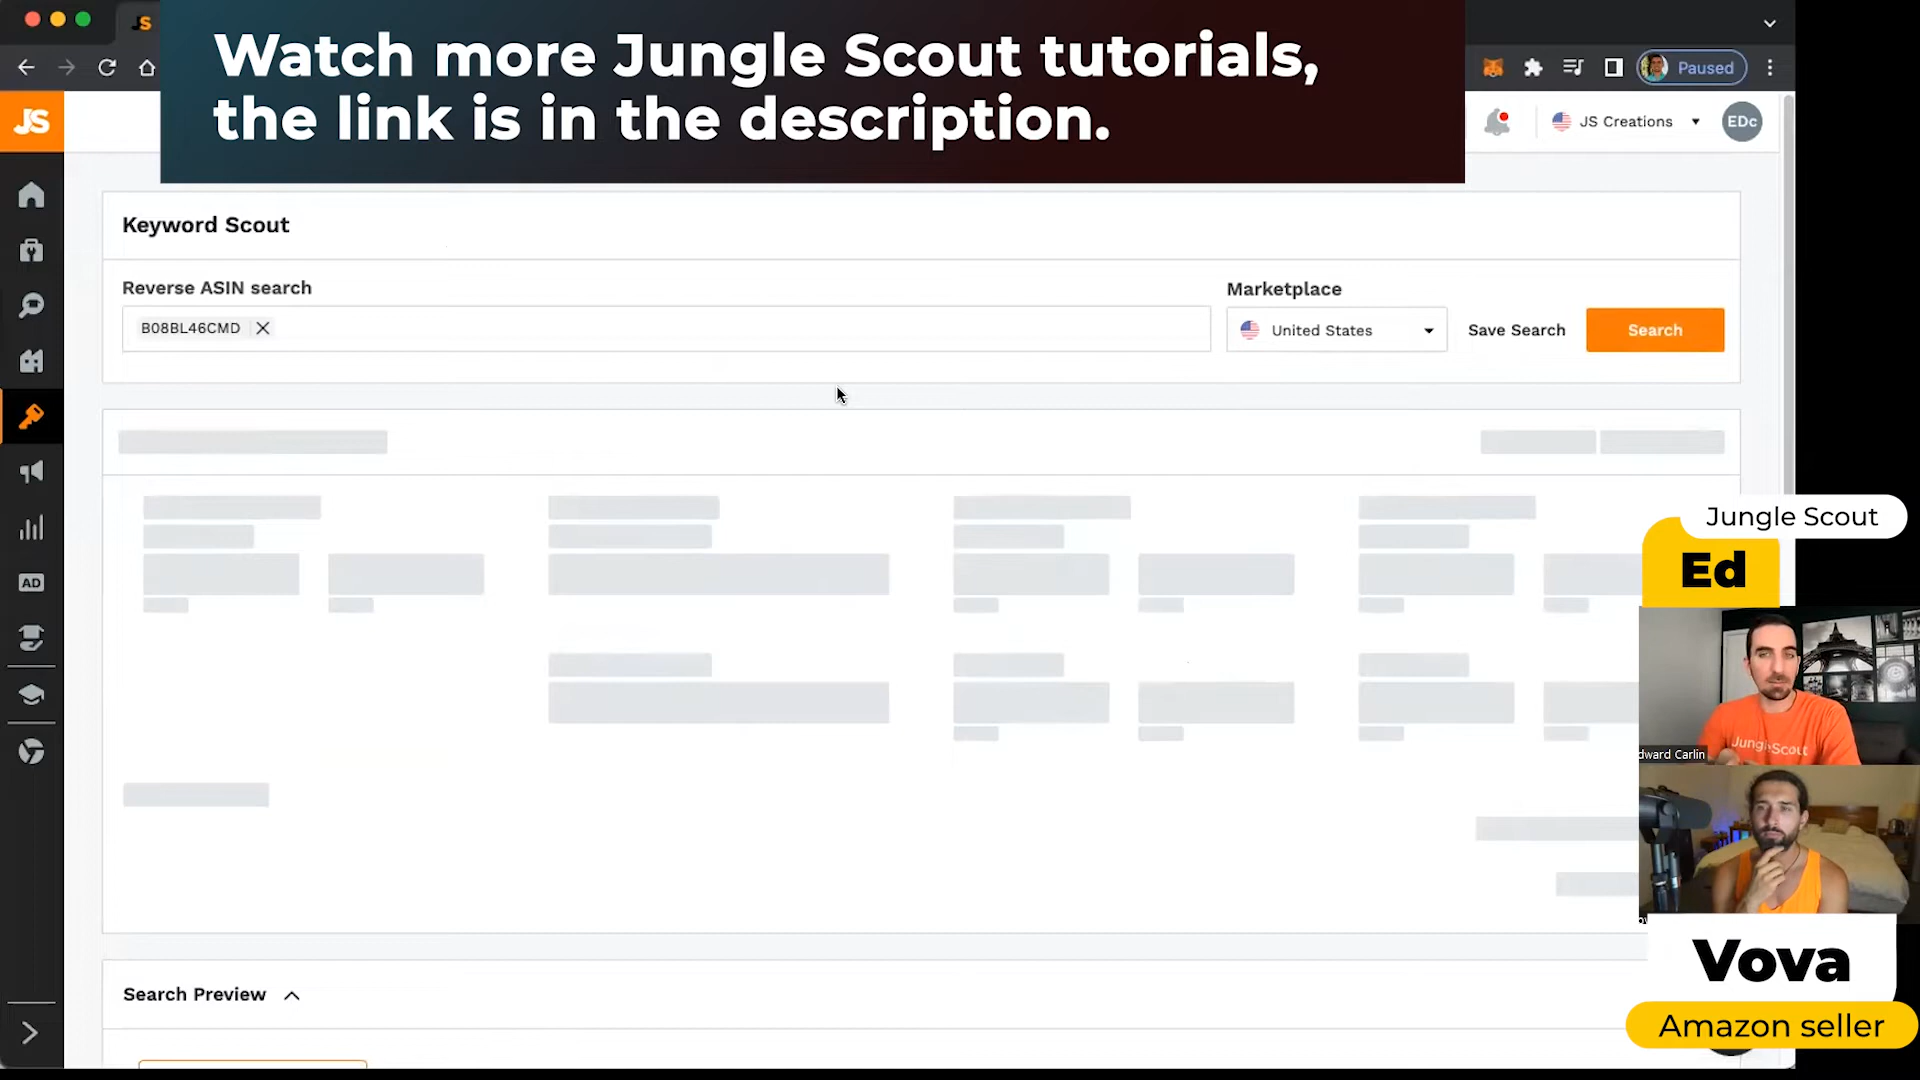 JS
Watch more Jungle Scout tutorials,
the link is in the description.
Paused
JS
JS Creations
EDc
Keyword Scout
Reverse ASIN search
Marketplace
B08BL46CMD
United States
Save Search
Search
AD
Jungle Scout
Ed
JungleScout
dward Carlin
Vova
Amazon seller
Search Preview